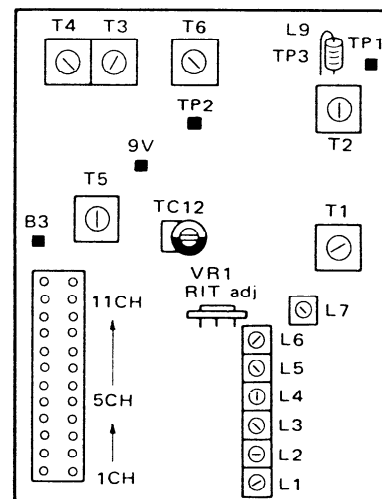 T4 T3 T6 L9
TP3 TP1
TP2 T2
9V
T5
B3 TC12 T1
VR1
RIT adj
11CH L7
L6
L5
L4
5CH L3
L2
1CH L1